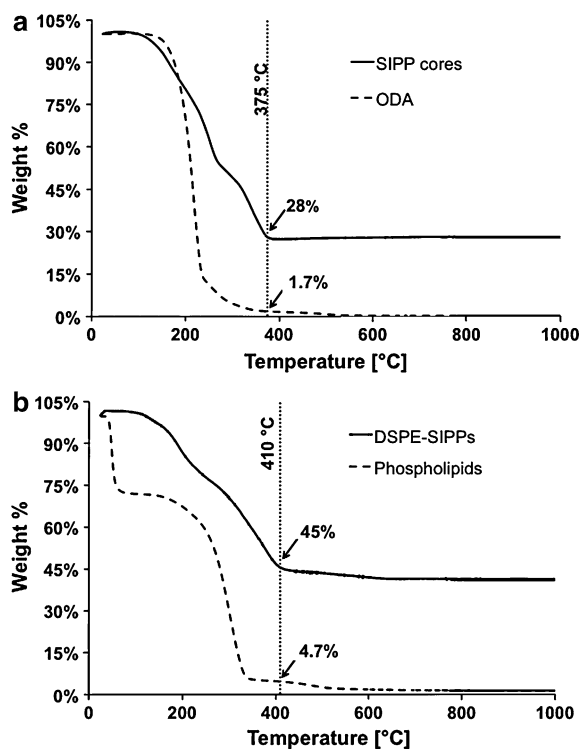 a
105%
90%
75%
60%
45%
30%
15%
0%
Weight %
375 °C
SIPP cores
ODA
28%
1.7%
0 200 400 600 800 1000
Temperature [°C]
b
105%
90%
75%
60%
45%
30%
15%
0%
Weight %
410 °C
DSPE-SIPPs
Phospholipids
45%
4.7%
0 200 400 600 800 1000
Temperature [°C]